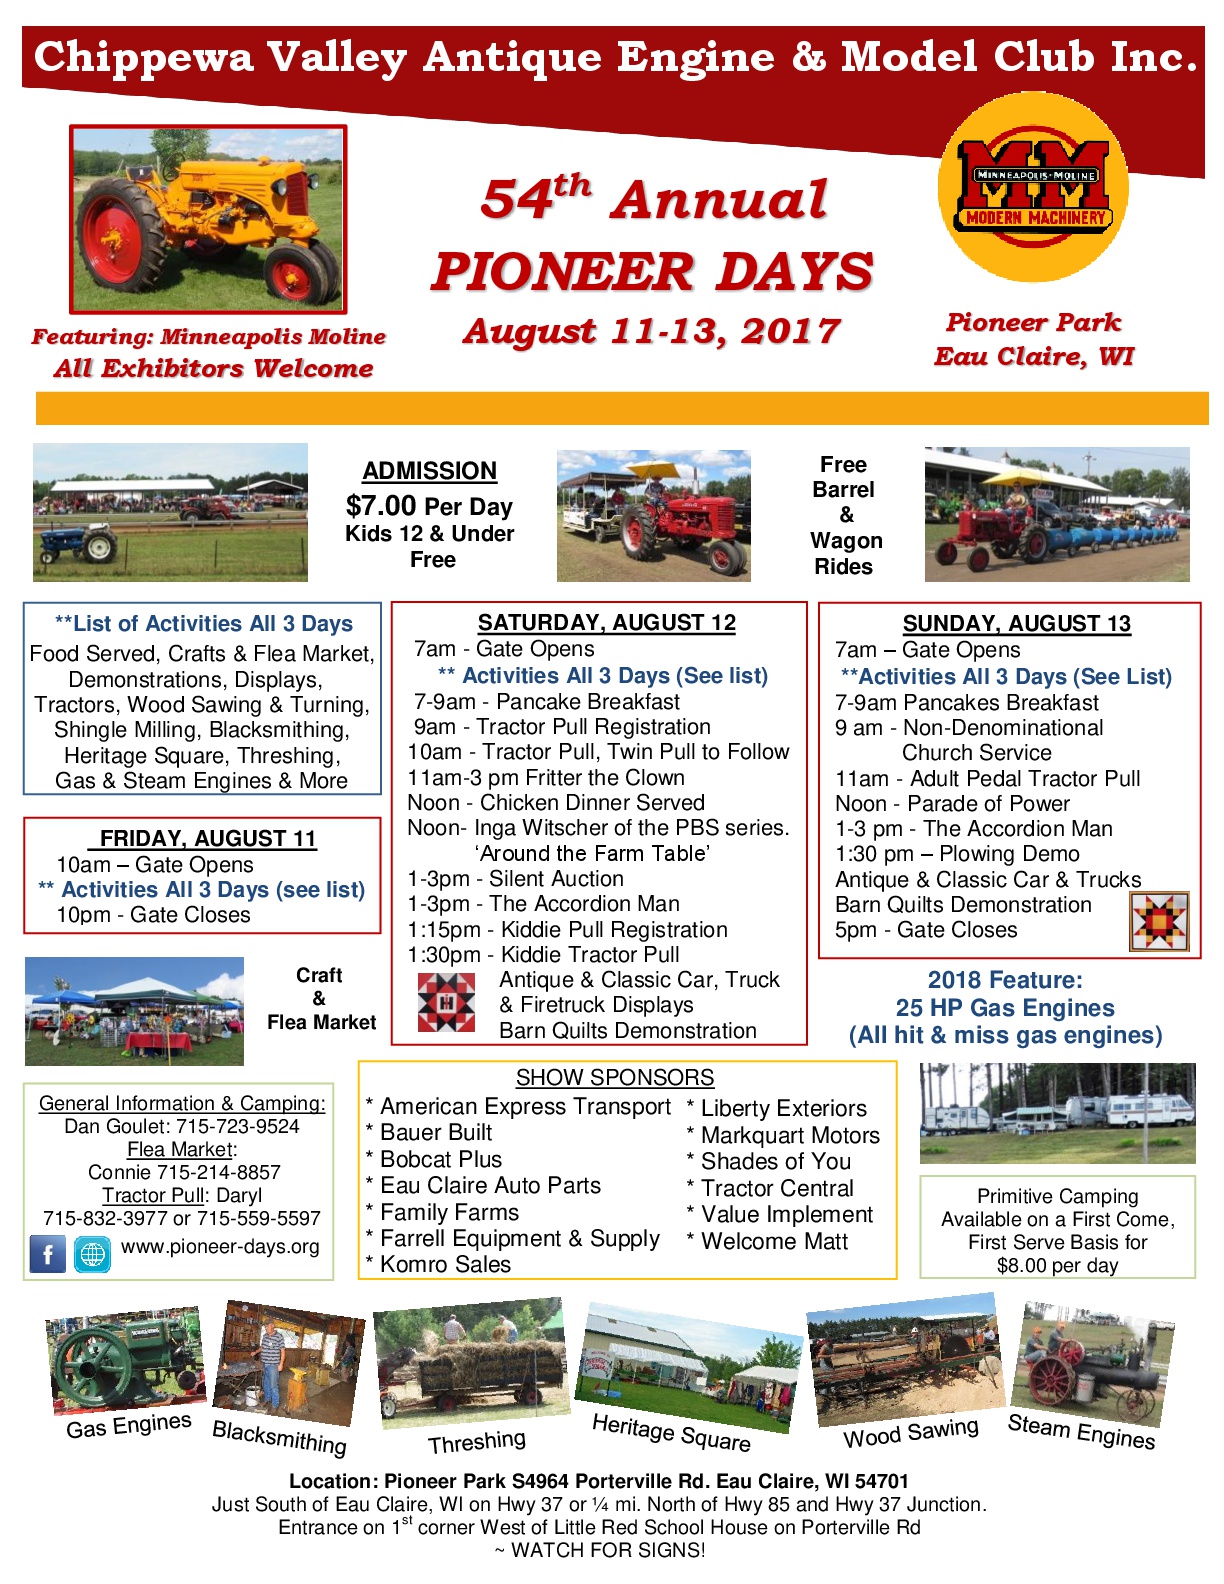 Chippewa Valley Antique Engine & Model Club Inc.
54th Annual
PIONEER DAYS
August 11-13, 2017
MM
MINNEAPOLIS-MOLINE
MODERN MACHINERY
Featuring: Minneapolis Moline
All Exhibitors Welcome
Pioneer Park
Eau Claire, WI
ADMISSION
$7.00 Per Day
Kids 12 & Under
Free
Free
Barrel
&
Wagon
Rides
**List of Activities All 3 Days
Food Served, Crafts & Flea Market,
Demonstrations, Displays,
Tractors, Wood Sawing & Turning,
Shingle Milling, Blacksmithing,
Heritage Square, Threshing,
Gas & Steam Engines & More
FRIDAY, AUGUST 11
10am – Gate Opens
** Activities All 3 Days (see list)
10pm - Gate Closes
Craft
&
Flea Market
SATURDAY, AUGUST 12
7am - Gate Opens
** Activities All 3 Days (See list)
7-9am - Pancake Breakfast
9am - Tractor Pull Registration
10am - Tractor Pull, Twin Pull to Follow
11am-3 pm Fritter the Clown
Noon - Chicken Dinner Served
Noon- Inga Witscher of the PBS series.
‘Around the Farm Table’
1-3pm - Silent Auction
1-3pm - The Accordion Man
1:15pm - Kiddie Pull Registration
1:30pm - Kiddie Tractor Pull
Antique & Classic Car, Truck
& Firetruck Displays
Barn Quilts Demonstration
SUNDAY, AUGUST 13
7am – Gate Opens
**Activities All 3 Days (See List)
7-9am Pancakes Breakfast
9 am - Non-Denominational
Church Service
11am - Adult Pedal Tractor Pull
Noon - Parade of Power
1-3 pm - The Accordion Man
1:30 pm – Plowing Demo
Antique & Classic Car & Trucks
Barn Quilts Demonstration
5pm - Gate Closes
2018 Feature:
25 HP Gas Engines
(All hit & miss gas engines)
General Information & Camping:
Dan Goulet: 715-723-9524
Flea Market:
Connie 715-214-8857
Tractor Pull: Daryl
715-832-3977 or 715-559-5597
f
www.pioneer-days.org
SHOW SPONSORS
* American Express Transport
* Bauer Built
* Bobcat Plus
* Eau Claire Auto Parts
* Family Farms
* Farrell Equipment & Supply
* Komro Sales
* Liberty Exteriors
* Markquart Motors
* Shades of You
* Tractor Central
* Value Implement
* Welcome Matt
Primitive Camping
Available on a First Come,
First Serve Basis for
$8.00 per day
Gas Engines
Blacksmithing
Threshing
Heritage Square
Wood Sawing
Steam Engines
Location: Pioneer Park S4964 Porterville Rd. Eau Claire, WI 54701
Just South of Eau Claire, WI on Hwy 37 or ¼ mi. North of Hwy 85 and Hwy 37 Junction.
Entrance on 1st corner West of Little Red School House on Porterville Rd
~ WATCH FOR SIGNS!